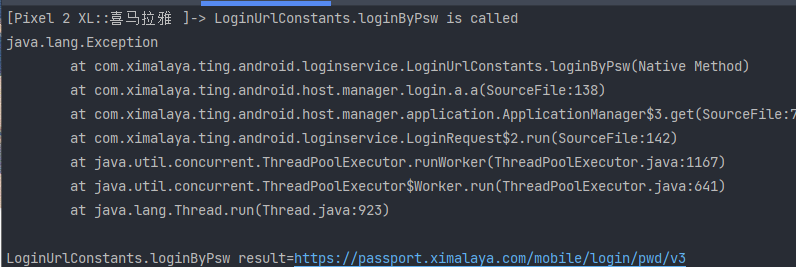 [Pixel 2 XL::喜马拉雅 ]-> LoginUrlConstants.loginByPsw is called
java.lang.Exception
at com.ximalaya.ting.android.loginservice.LoginUrlConstants.loginByPsw(Native Method)
at com.ximalaya.ting.android.host.manager.login.a.a(SourceFile:138)
at com.ximalaya.ting.android.host.manager.application.ApplicationManager$3.get(SourceFile:7
at com.ximalaya.ting.android.loginservice.LoginRequest$2.run(SourceFile:142)
at java.util.concurrent.ThreadPoolExecutor.runWorker(ThreadPoolExecutor.java:1167)
at java.util.concurrent.ThreadPoolExecutor$Worker.run(ThreadPoolExecutor.java:641)
at java.lang.Thread.run(Thread.java:923)
LoginUrlConstants.loginByPsw result=https://passport.ximalaya.com/mobile/login/pwd/v3